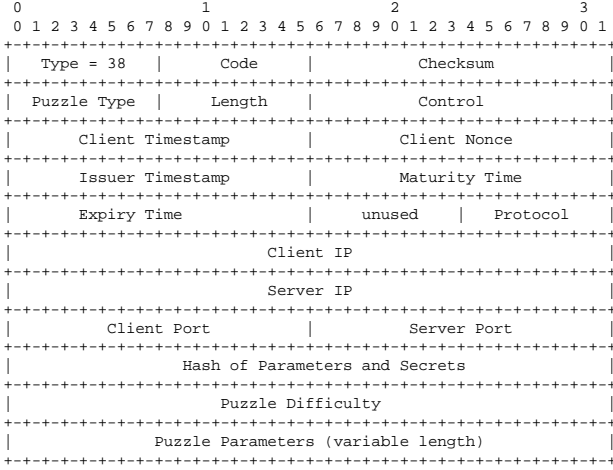 0                   1                   2                   3
 0 1 2 3 4 5 6 7 8 9 0 1 2 3 4 5 6 7 8 9 0 1 2 3 4 5 6 7 8 9 0 1
+-+-+-+-+-+-+-+-+-+-+-+-+-+-+-+-+-+-+-+-+-+-+-+-+-+-+-+-+-+-+-+-+
|   Type = 38   |      Code     |           Checksum            |
+-+-+-+-+-+-+-+-+-+-+-+-+-+-+-+-+-+-+-+-+-+-+-+-+-+-+-+-+-+-+-+-+
|  Puzzle Type  |     Length    |           Control             |
+-+-+-+-+-+-+-+-+-+-+-+-+-+-+-+-+-+-+-+-+-+-+-+-+-+-+-+-+-+-+-+-+
|       Client Timestamp        |         Client Nonce          |
+-+-+-+-+-+-+-+-+-+-+-+-+-+-+-+-+-+-+-+-+-+-+-+-+-+-+-+-+-+-+-+-+
|       Issuer Timestamp        |         Maturity Time         |
+-+-+-+-+-+-+-+-+-+-+-+-+-+-+-+-+-+-+-+-+-+-+-+-+-+-+-+-+-+-+-+-+
|       Expiry Time             |     unused    |   Protocol    |
+-+-+-+-+-+-+-+-+-+-+-+-+-+-+-+-+-+-+-+-+-+-+-+-+-+-+-+-+-+-+-+-+
|                           Client IP                           |
+-+-+-+-+-+-+-+-+-+-+-+-+-+-+-+-+-+-+-+-+-+-+-+-+-+-+-+-+-+-+-+-+
|                           Server IP                           |
+-+-+-+-+-+-+-+-+-+-+-+-+-+-+-+-+-+-+-+-+-+-+-+-+-+-+-+-+-+-+-+-+
|          Client Port          |          Server Port          |
+-+-+-+-+-+-+-+-+-+-+-+-+-+-+-+-+-+-+-+-+-+-+-+-+-+-+-+-+-+-+-+-+
|                  Hash of Parameters and Secrets               |
+-+-+-+-+-+-+-+-+-+-+-+-+-+-+-+-+-+-+-+-+-+-+-+-+-+-+-+-+-+-+-+-+
|                      Puzzle Difficulty                        |
+-+-+-+-+-+-+-+-+-+-+-+-+-+-+-+-+-+-+-+-+-+-+-+-+-+-+-+-+-+-+-+-+
|               Puzzle Parameters (variable length)             |
+-+-+-+-+-+-+-+-+-+-+-+-+-+-+-+-+-+-+-+-+-+-+-+-+-+-+-+-+-+-+-+-+